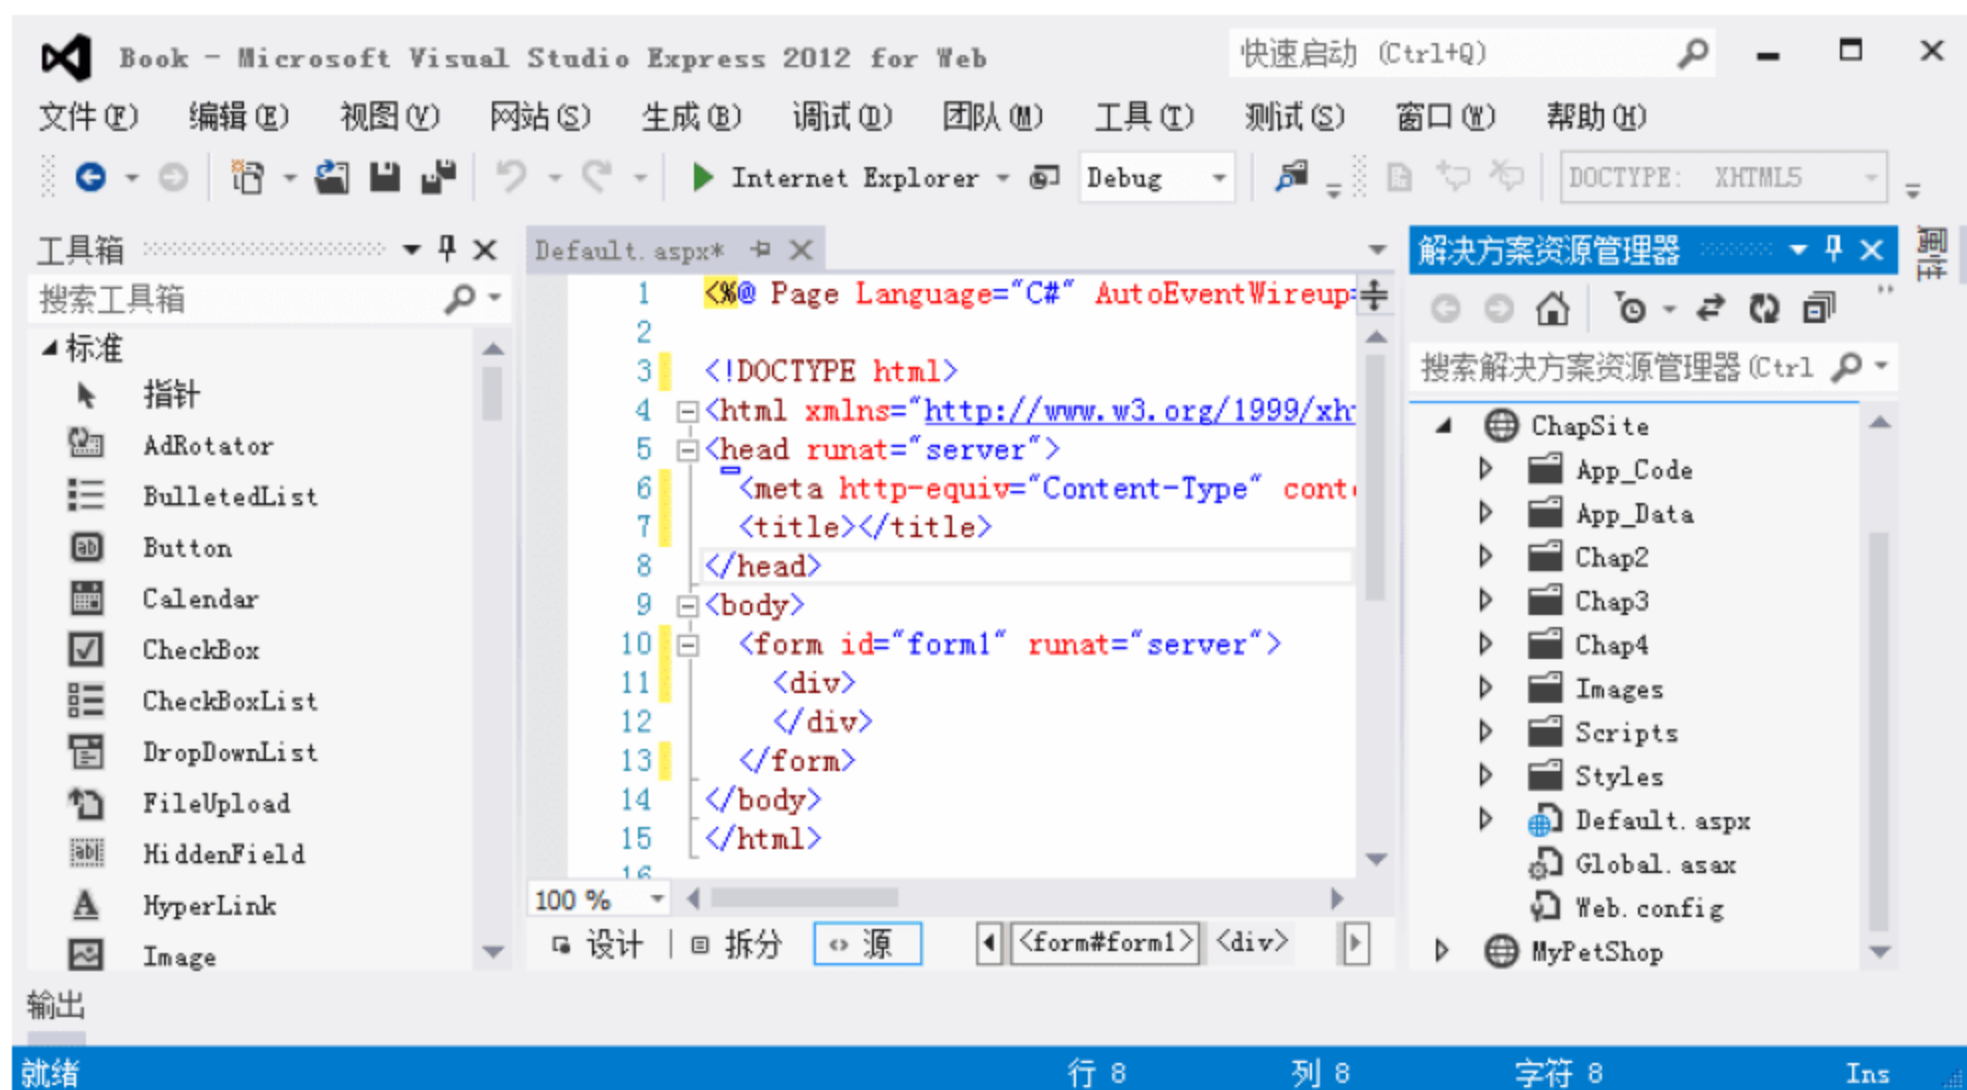 Book - Microsoft Visual Studio Express 2012 for Web
快速启动 (Ctrl+Q)
文件(F) 编辑(E) 视图(V) 网站(S) 生成(B) 调试(D) 团队(M) 工具(T) 测试(S) 窗口(W) 帮助(H)
Internet Explorer Debug DOCTYPE: XHTML5
工具箱
搜索工具箱
标准
指针
AdRotator
BulletedList
Button
Calendar
CheckBox
CheckBoxList
DropDownList
FileUpload
HiddenField
HyperLink
Image
Default.aspx*
1 <%@ Page Language="C#" AutoEventWireup=
2
3 <!DOCTYPE html>
4 <html xmlns="http://www.w3.org/1999/xh
5 <head runat="server">
6 <meta http-equiv="Content-Type" cont
7 <title></title>
8 </head>
9 <body>
10 <form id="form1" runat="server">
11 <div>
12 </div>
13 </form>
14 </body>
15 </html>
16
100 %
设计 拆分 源 <form#form1> <div>
解决方案资源管理器
搜索解决方案资源管理器(Ctrl
ChapSite
App_Code
App_Data
Chap2
Chap3
Chap4
Images
Scripts
Styles
Default.aspx
Global.asax
Web.config
MyPetShop
属性
输出
就绪 行 8 列 8 字符 8 Ins